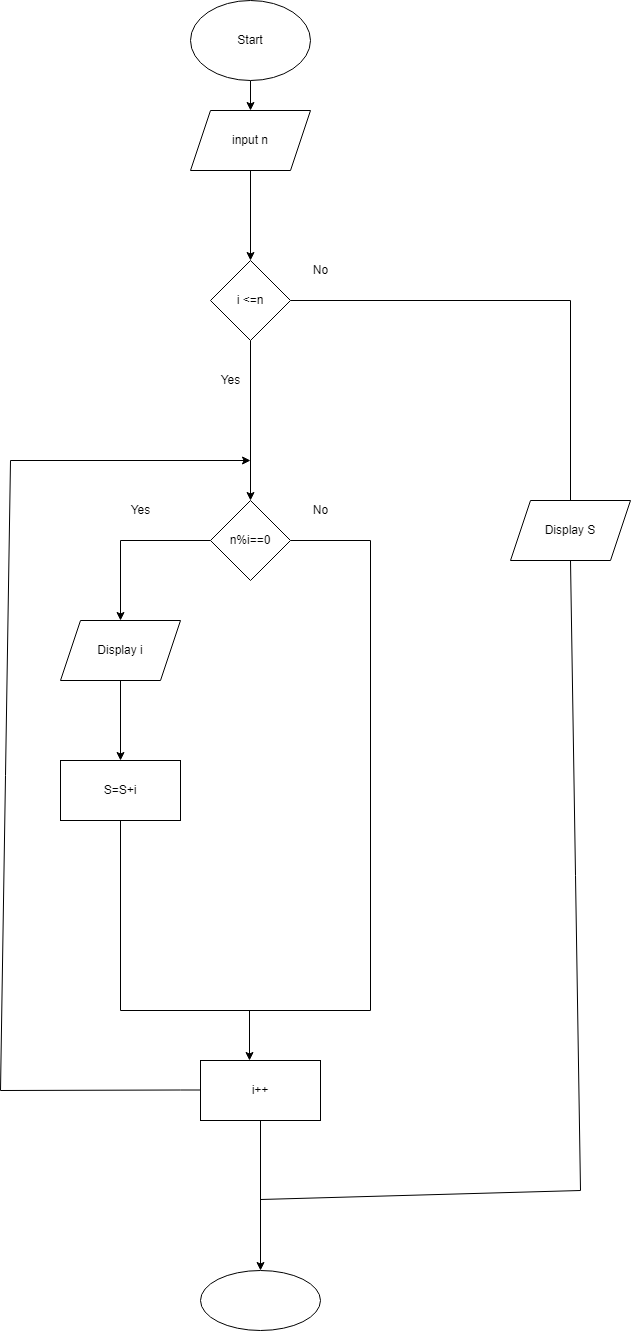 Start
input n
No
i <=n
Yes
Yes
No
Display S
n%i==0
Display i
S=S+i
i++